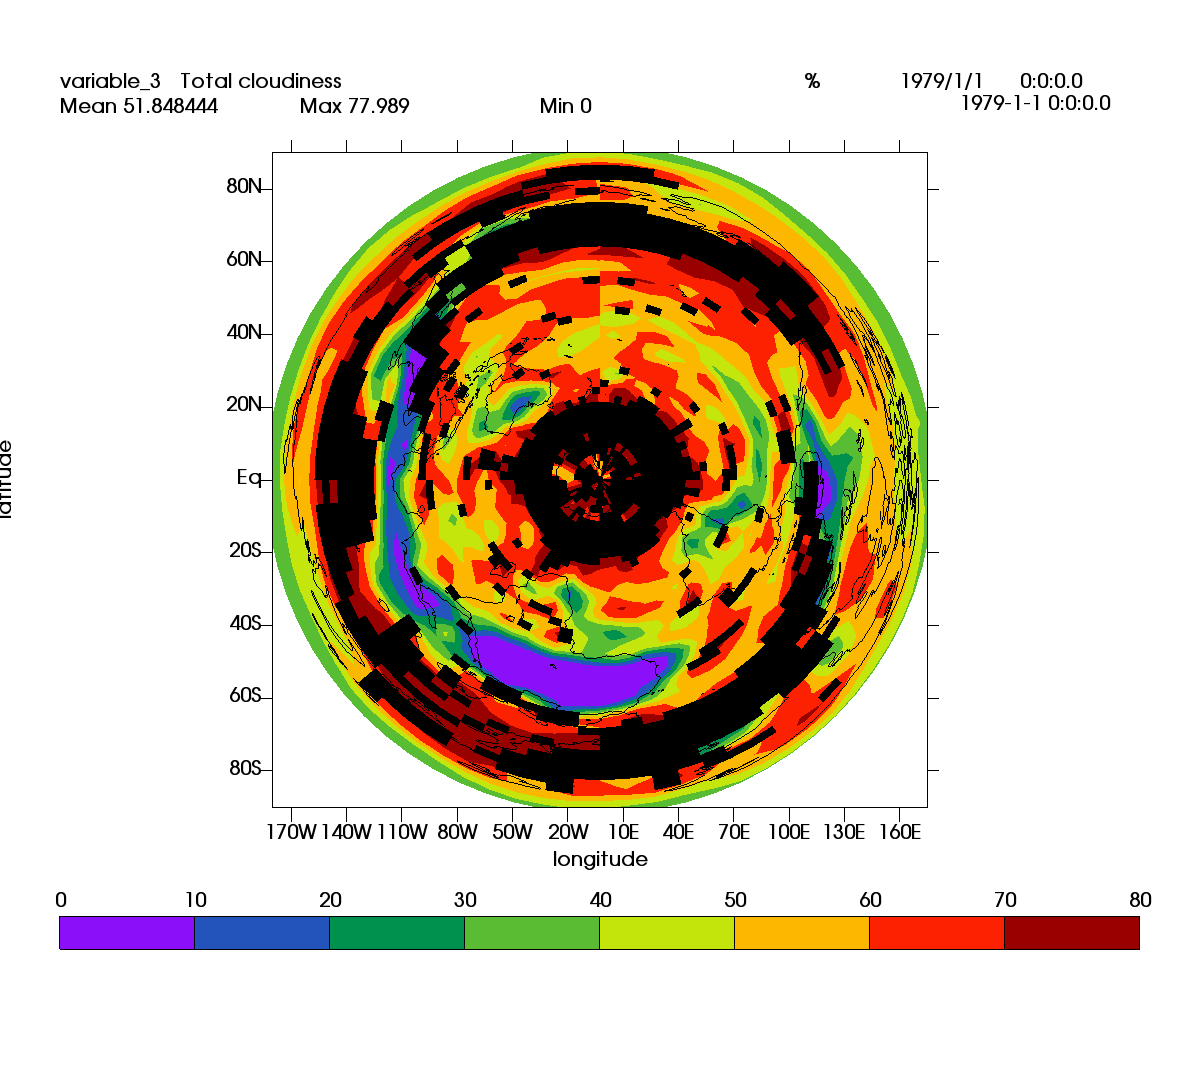 variable_3 Total cloudiness % 1979/1/1 0:0:0.0
Mean 51.848444 Max 77.989 Min 0 1979-1-1 0:0:0.0
80N
60N
40N
20N
Eq
20S
40S
60S
80S
latitude
170W 140W 110W 80W 50W 20W 10E 40E 70E 100E 130E 160E
longitude
0 10 20 30 40 50 60 70 80